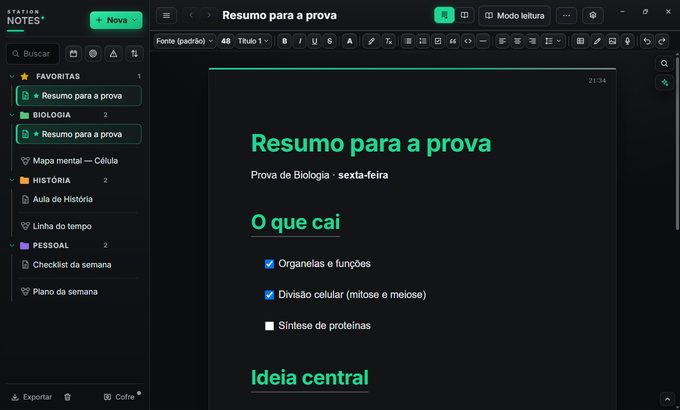 STATION
NOTES
+ Nova
Resumo para a prova
Modo leitura
Buscar
Fonte (padrão)
48
Título 1
B I U S A
FAVORITAS 1
Resumo para a prova
BIOLOGIA 2
Resumo para a prova
Mapa mental — Célula
HISTÓRIA 2
Aula de História
Linha do tempo
PESSOAL 2
Checklist da semana
Plano da semana
Exportar
Cofre
21:34
Resumo para a prova
Prova de Biologia · sexta-feira
O que cai
Organelas e funções
Divisão celular (mitose e meiose)
Síntese de proteínas
Ideia central